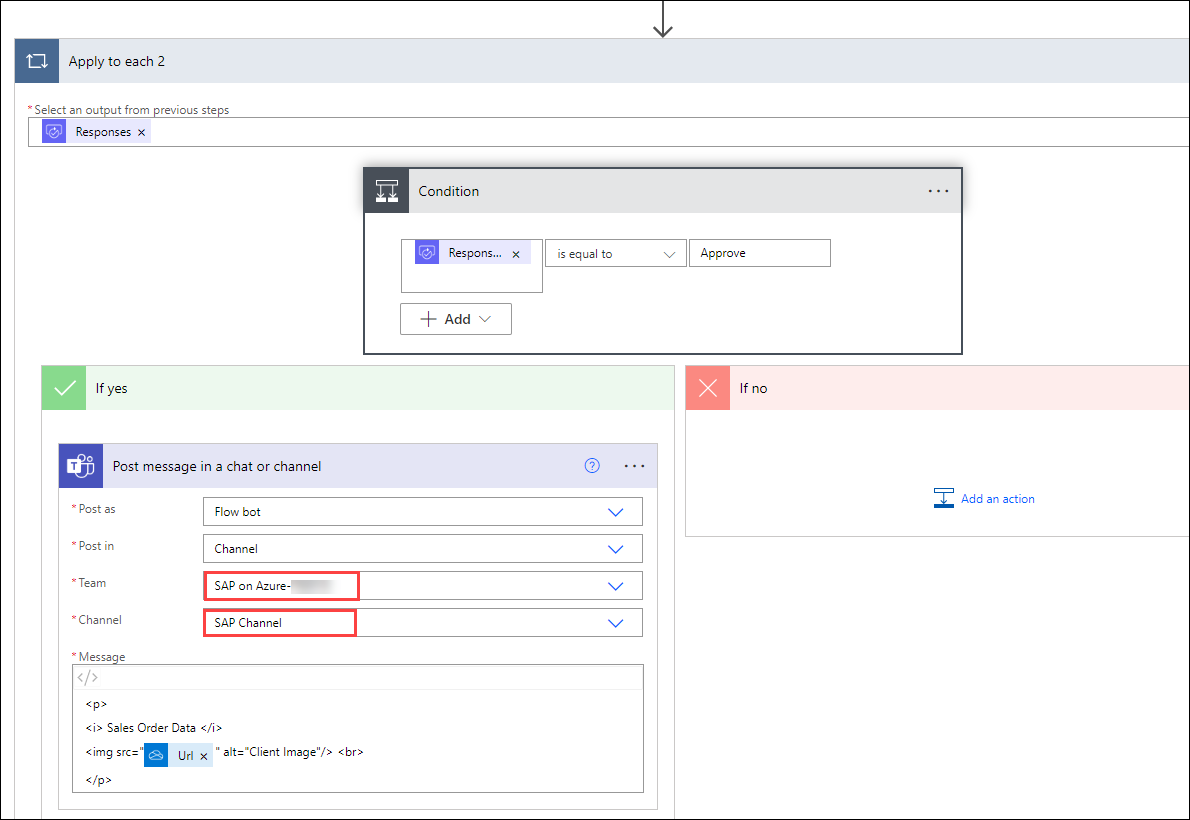 Apply to each 2
* Select an output from previous steps
Responses ×
Condition ...
Respons... × is equal to Approve
+ Add
If yes
If no
Post message in a chat or channel ? ...
Add an action
* Post as Flow bot
* Post in Channel
* Team SAP on Azure-
* Channel SAP Channel
* Message
</>
<p>
<i> Sales Order Data </i>
<img src=" Url × " alt="Client Image"/> <br>
</p>